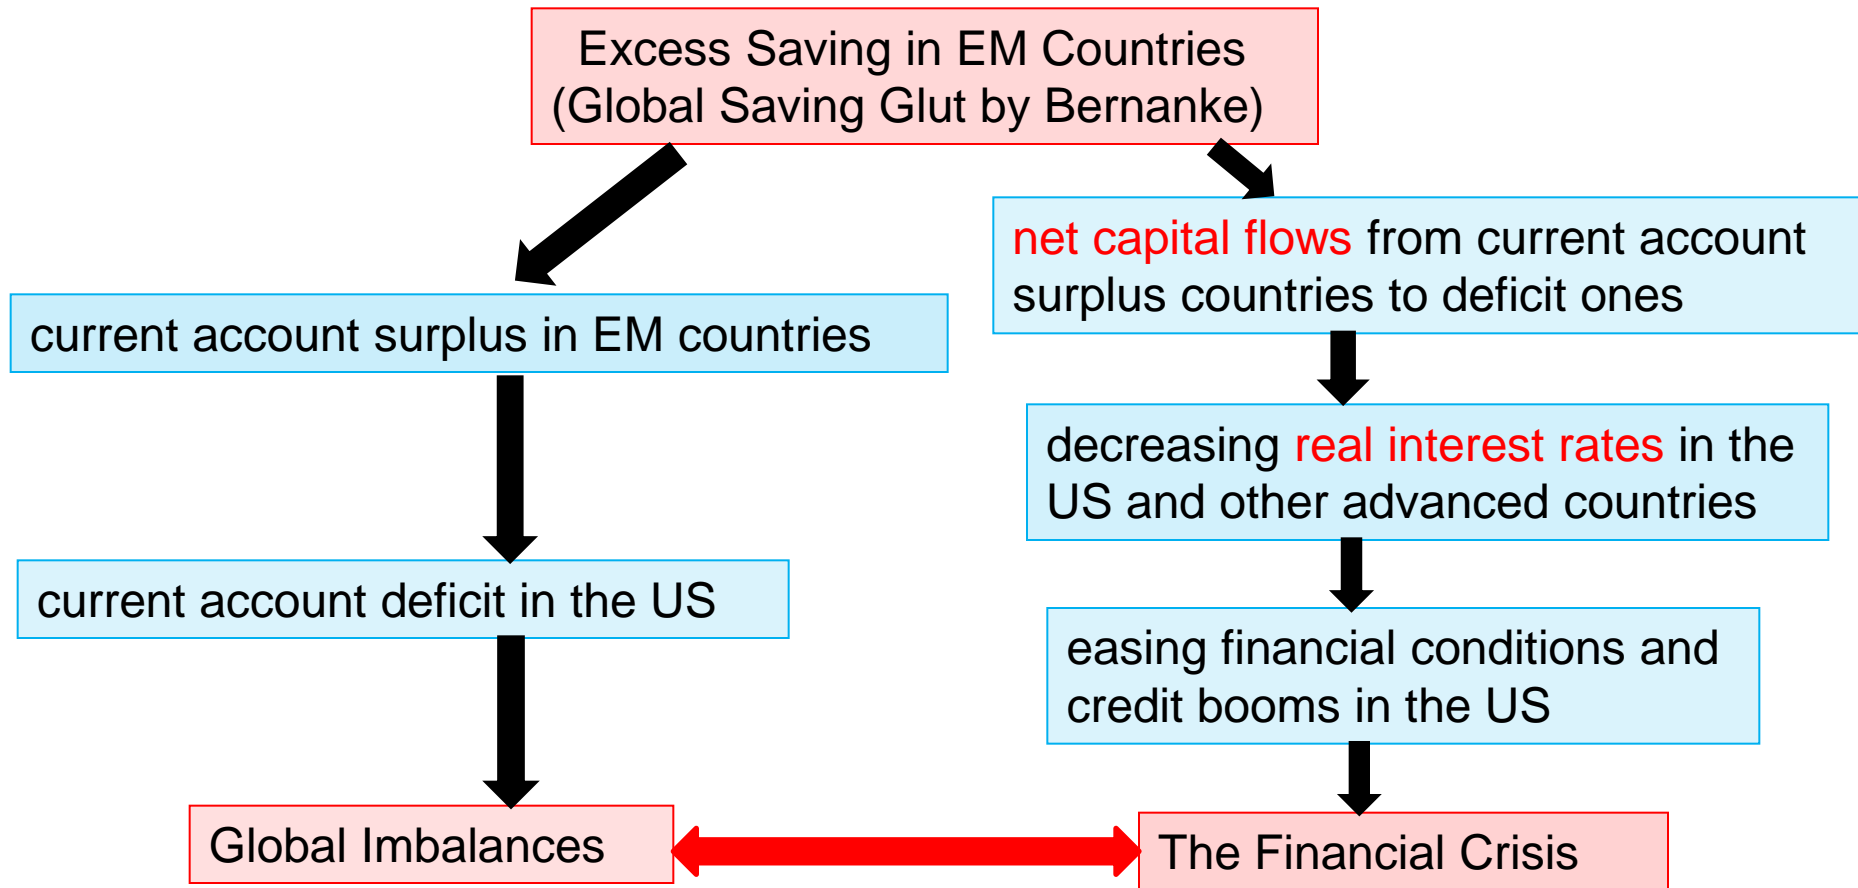 Excess Saving in EM Countries
(Global Saving Glut by Bernanke)
net capital flows from current account
surplus countries to deficit ones
current account surplus in EM countries
decreasing real interest rates in the
US and other advanced countries
current account deficit in the US
easing financial conditions and
credit booms in the US
Global Imbalances
The Financial Crisis